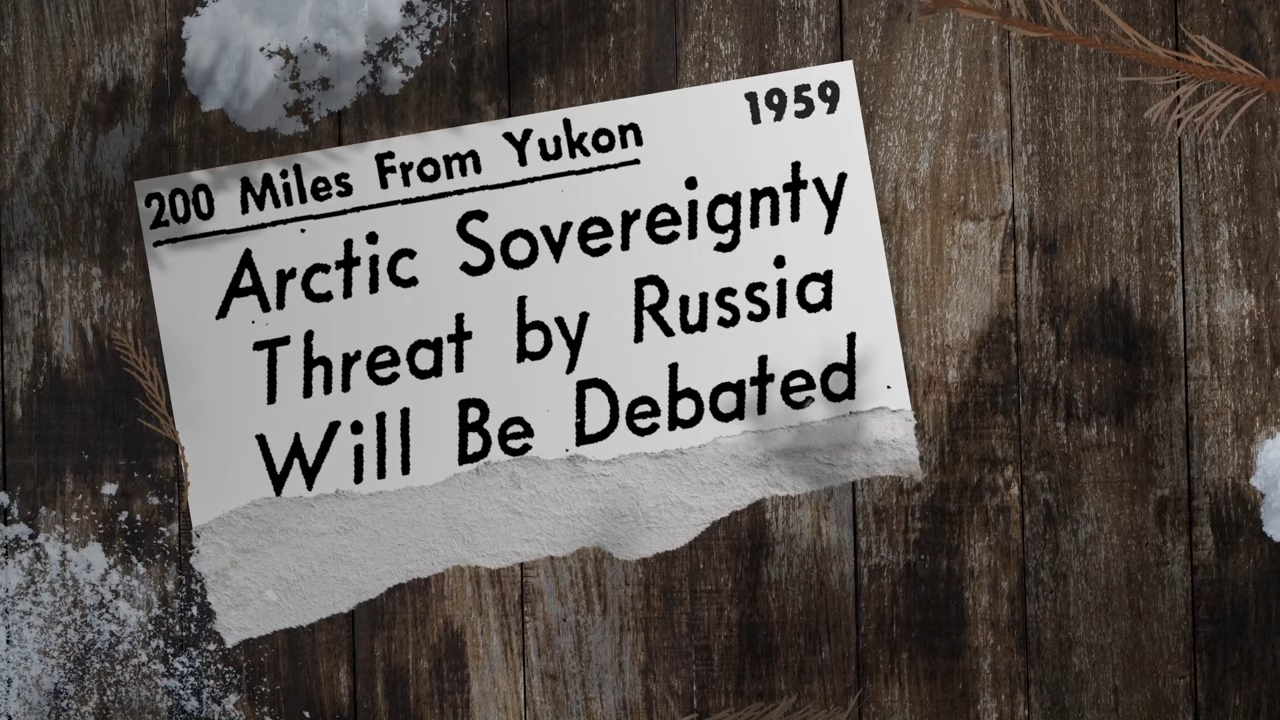 200 Miles From Yukon
1959
Arctic Sovereignty
Threat by Russia
Will Be Debated